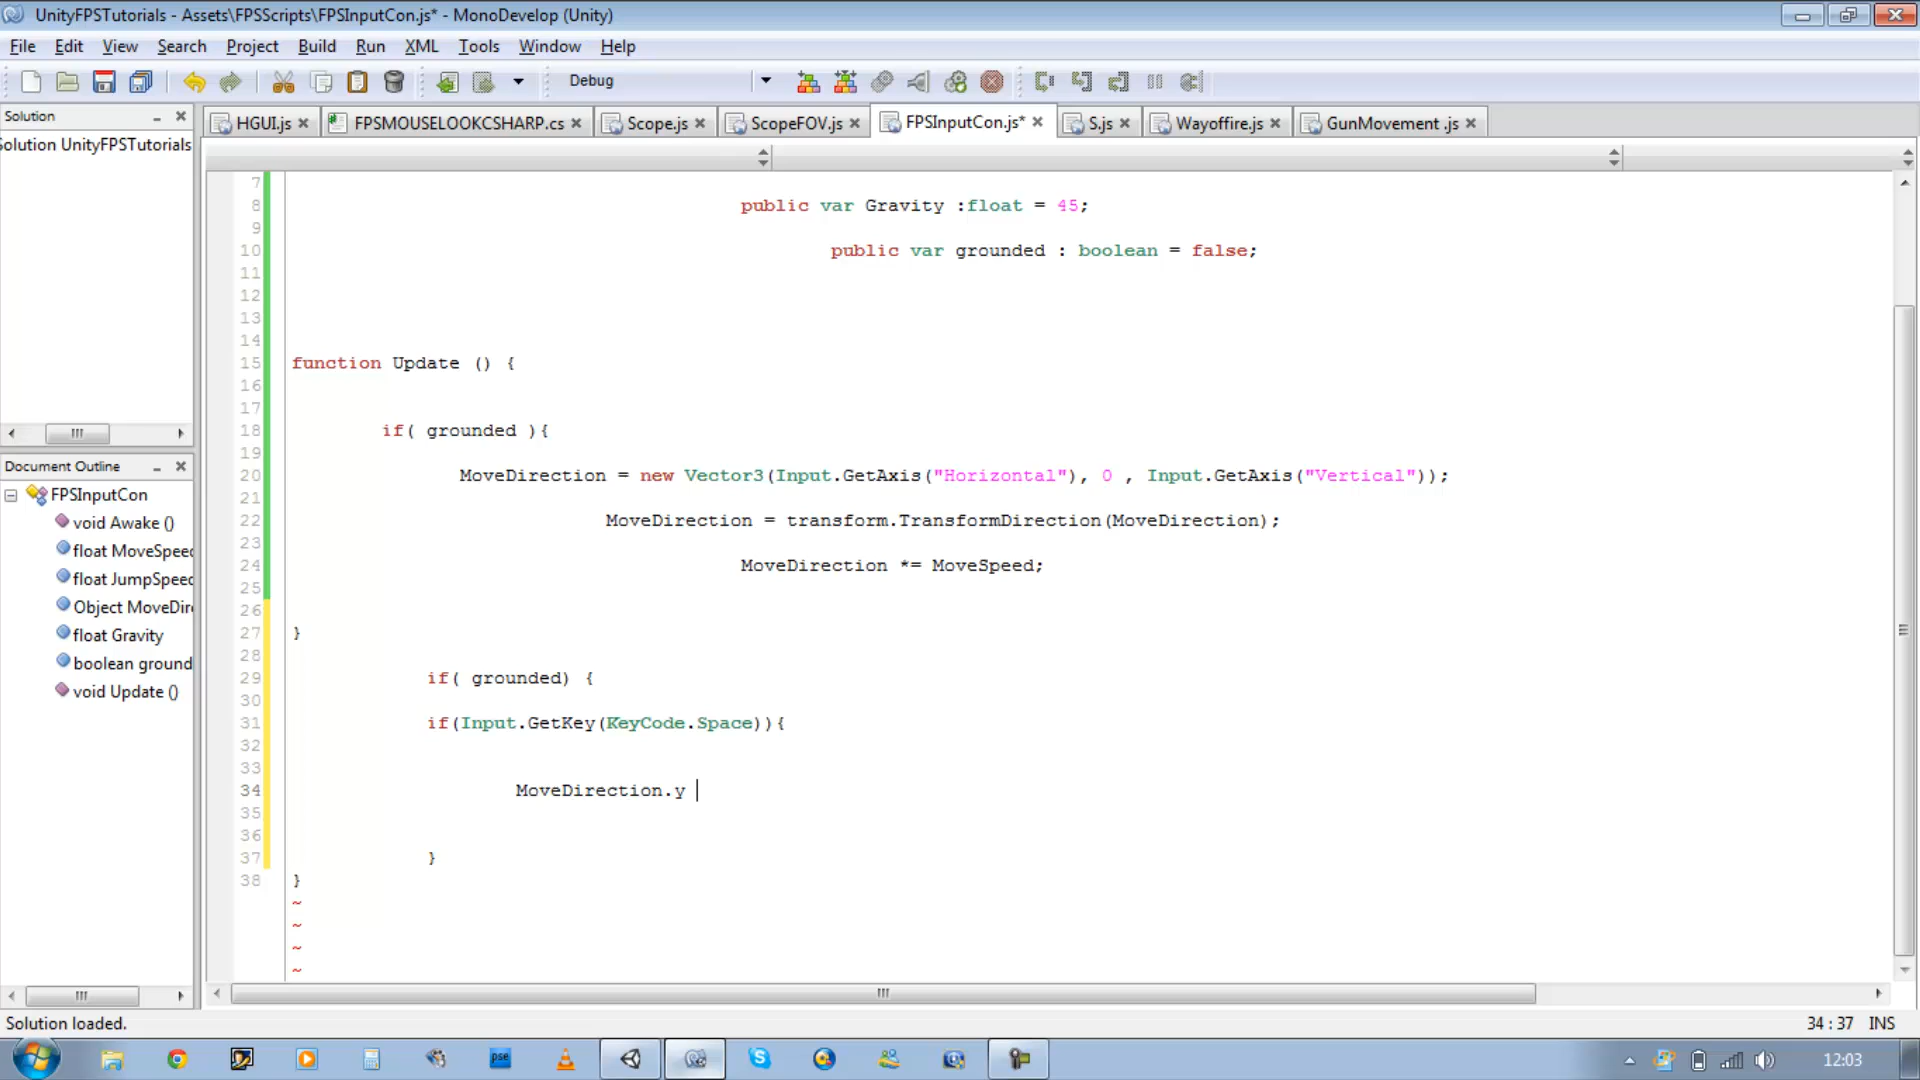 UnityFPSTutorials - Assets\FPSScripts\FPSInputCon.js* - MonoDevelop (Unity)
File Edit View Search Project Build Run XML Tools Window Help
Debug
Solution
HGUI.js FPSMOUSELOOKCSHARP.cs Scope.js ScopeFOV.js FPSInputCon.js* S.js Wayoffire.js GunMovement .js
olution UnityFPSTutorials
7
8 public var Gravity :float = 45;
9
10 public var grounded : boolean = false;
11
12
13
14
15 function Update () {
16
17
18 if( grounded ){
19
20 MoveDirection = new Vector3(Input.GetAxis("Horizontal"), 0 , Input.GetAxis("Vertical"));
21
22 MoveDirection = transform.TransformDirection(MoveDirection);
23
24 MoveDirection *= MoveSpeed;
25
26
27 }
28
29 if( grounded) {
30
31 if(Input.GetKey(KeyCode.Space)){
32
33
34 MoveDirection.y
35
36
37 }
38 }
~
~
~
~
Document Outline
FPSInputCon
void Awake ()
float MoveSpeed
float JumpSpeed
Object MoveDir
float Gravity
boolean ground
void Update ()
Solution loaded.
34 : 37 INS
pse
12:03